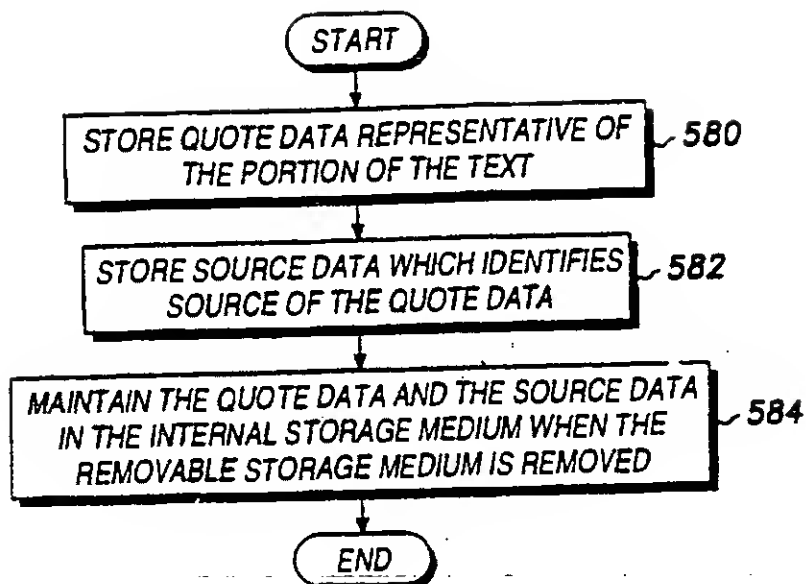 START
STORE QUOTE DATA REPRESENTATIVE OF
THE PORTION OF THE TEXT
580
STORE SOURCE DATA WHICH IDENTIFIES
SOURCE OF THE QUOTE DATA
582
MAINTAIN THE QUOTE DATA AND THE SOURCE DATA
IN THE INTERNAL STORAGE MEDIUM WHEN THE
REMOVABLE STORAGE MEDIUM IS REMOVED
584
END